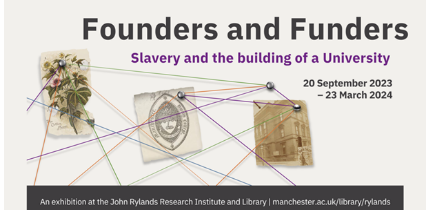 Founders and Funders
Slavery and the building of a University
20 September 2023
– 23 March 2024
An exhibition at the John Rylands Research Institute and Library | manchester.ac.uk/library/rylands